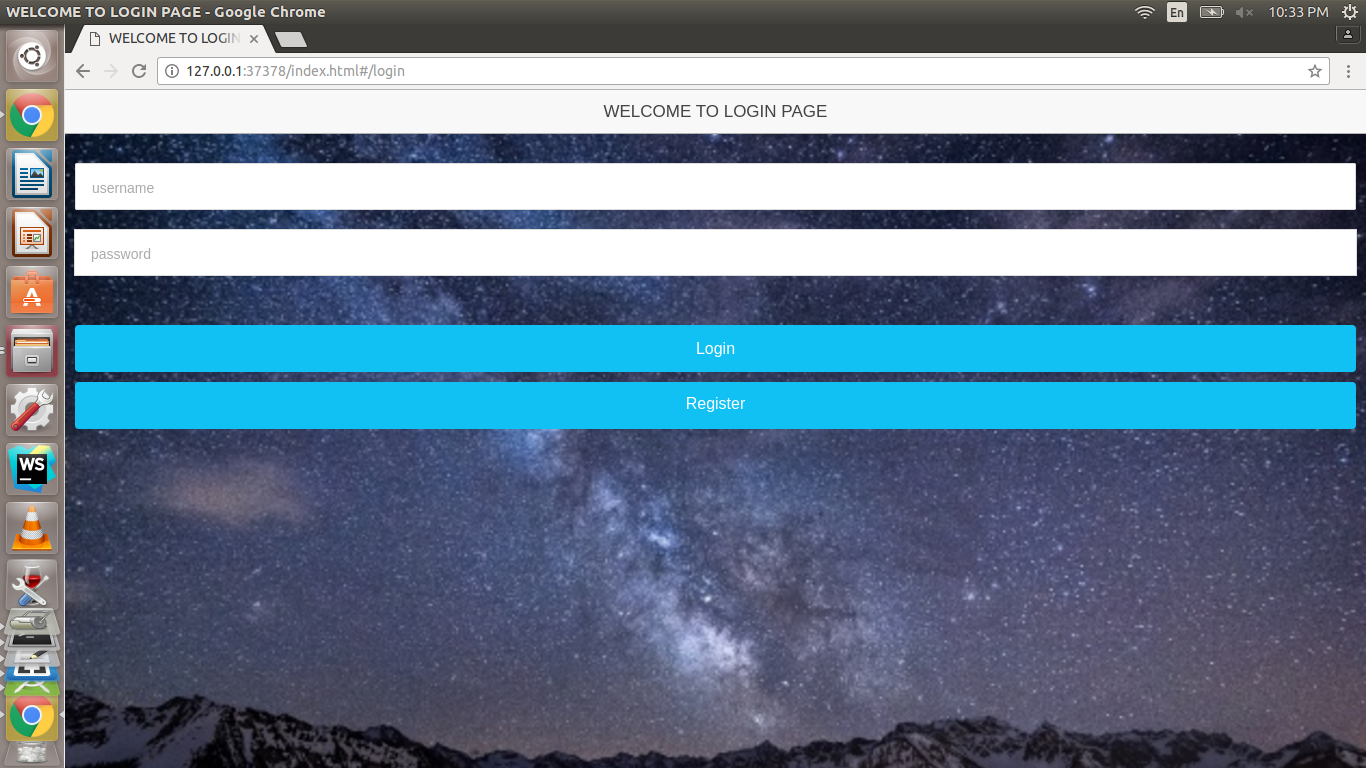 WELCOME TO LOGIN PAGE - Google Chrome
En
10:33 PM
WELCOME TO LOGIN
127.0.0.1:37378/index.html#/login
WELCOME TO LOGIN PAGE
username
password
Login
Register
WS